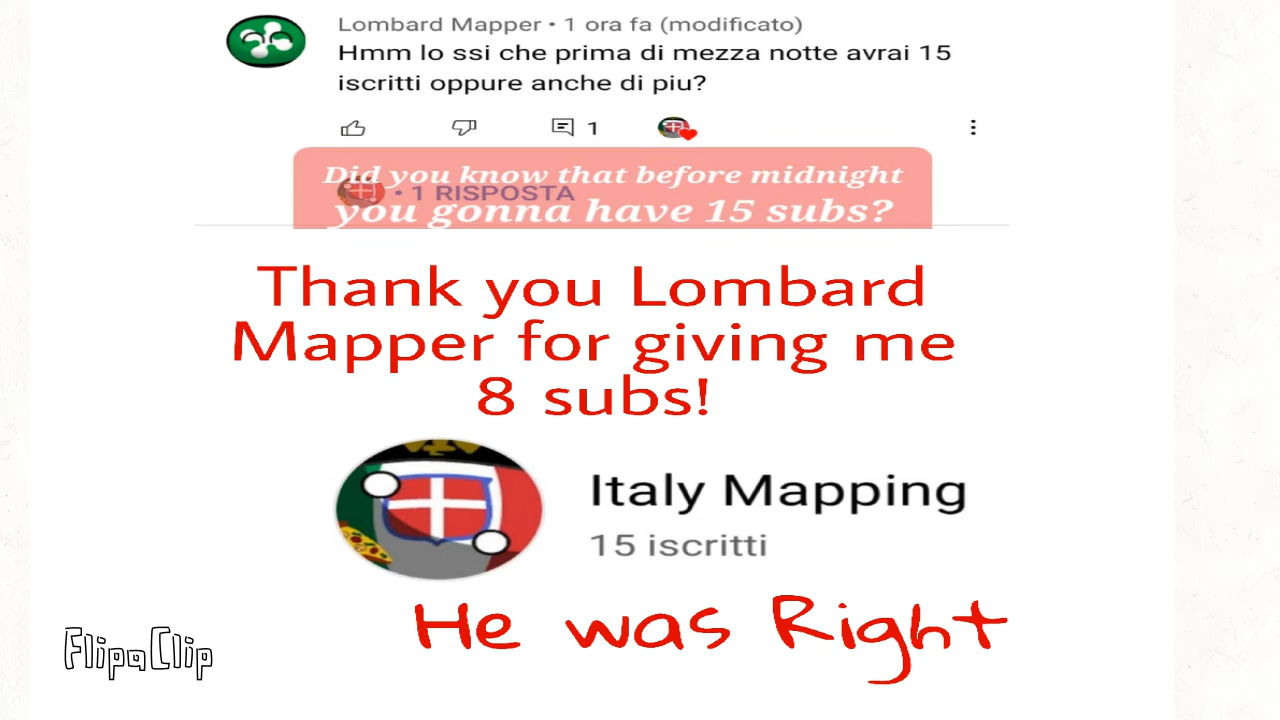 Lombard Mapper • 1 ora fa (modificato)
Hmm lo ssi che prima di mezza notte avrai 15
iscritti oppure anche di piu?
1
Did you know that before midnight
• 1 RISPOSTA
you gonna have 15 subs?
Thank you Lombard
Mapper for giving me
8 subs!
Italy Mapping
15 iscritti
He was Right
FlipaClip